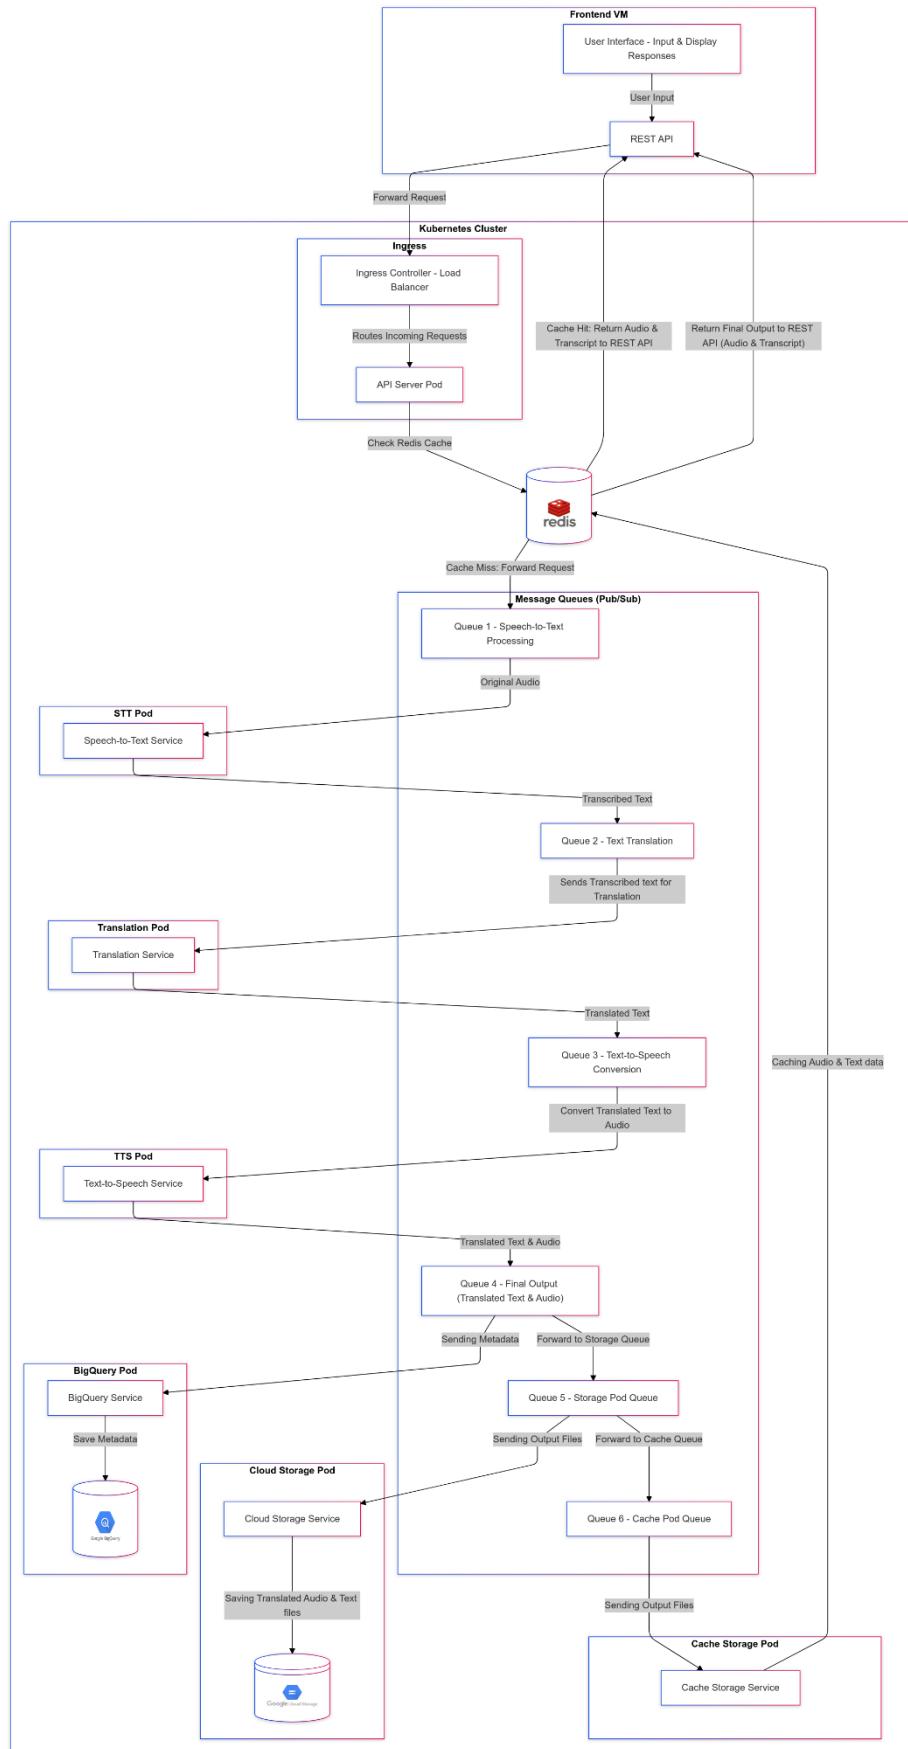 Frontend VM
User Interface - Input & Display
Responses
User Input
REST API
Forward Request
Kubernetes Cluster
Ingress
Ingress Controller - Load
Balancer
Routes Incoming Requests
API Server Pod
Cache Hit: Return Audio &
Transcript to REST API
Return Final Output to REST
API (Audio & Transcript)
Check Redis Cache
redis
Cache Miss: Forward Request
Message Queues (Pub/Sub)
Queue 1 - Speech-to-Text
Processing
Original Audio
STT Pod
Speech-to-Text Service
Transcribed Text
Queue 2 - Text Translation
Sends Transcribed text for
Translation
Translation Pod
Translation Service
Translated Text
Queue 3 - Text-to-Speech
Conversion
Caching Audio & Text data
Convert Translated Text to
Audio
TTS Pod
Text-to-Speech Service
Translated Text & Audio
Queue 4 - Final Output
(Translated Text & Audio)
Sending Metadata
Forward to Storage Queue
BigQuery Pod
BigQuery Service
Queue 5 - Storage Pod Queue
Save Metadata
Sending Output Files
Forward to Cache Queue
Cloud Storage Pod
Google BigQuery
Cloud Storage Service
Queue 6 - Cache Pod Queue
Saving Translated Audio & Text
files
Sending Output Files
Cache Storage Pod
Google Cloud Storage
Cache Storage Service